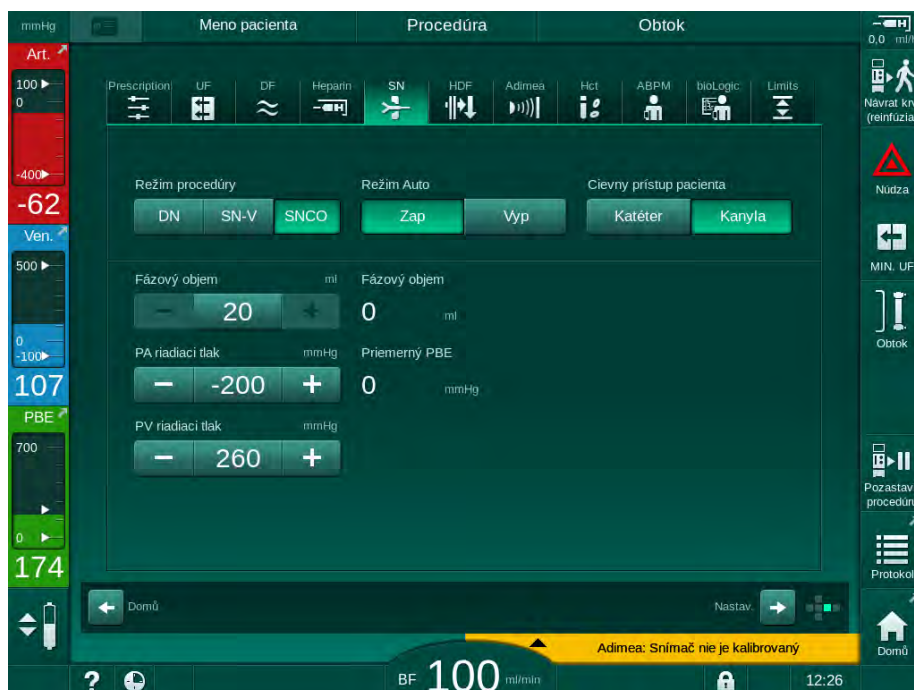 mmHg
Meno pacienta
Procedúra
Obtok
0,0 ml/
Art.
100
0
-400
-62
Ven.
500
0
-100
107
PBE
700
0
174
Prescription
UF
DF
Heparin
SN
HDF
Adimea
Hct
ABPM
bioLogic
Limits
Režim procedúry
Režim Auto
Cievny prístup pacienta
DN
SN-V
SNCO
Zap
Vyp
Katéter
Kanyla
Fázový objem ml
Fázový objem
− 20 +
0 ml
PA riadiaci tlak mmHg
Priemerný PBE
− -200 +
0 mmHg
PV riadiaci tlak mmHg
− 260 +
Domů
Nastav.
Adimea: Snímač nie je kalibrovaný
? BF 100 ml/min
12:26
Návrat kr
(reinfúzia
Núdza
MIN. UF
Obtok
Pozastav
procedúr
Protokol
Domů